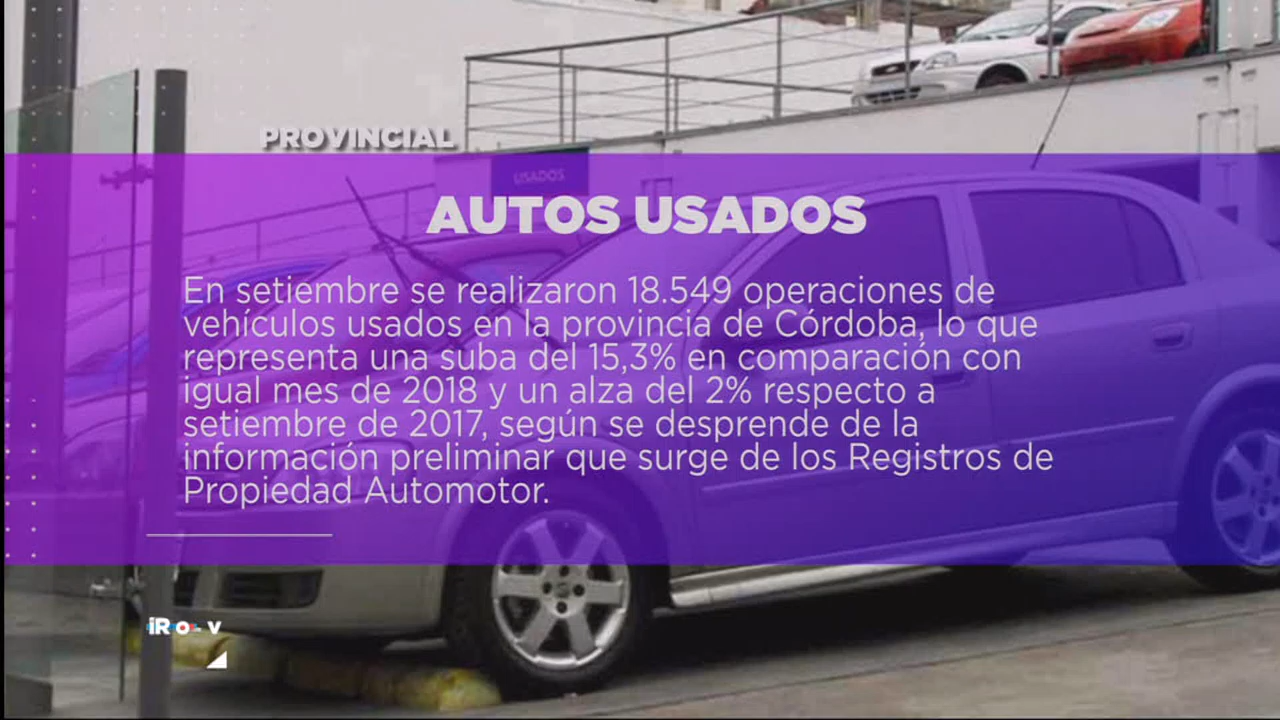 PROVINCIAL
USADOS
AUTOS USADOS
En setiembre se realizaron 18.549 operaciones de
vehículos usados en la provincia de Córdoba, lo que
representa una suba del 15,3% en comparación con
igual mes de 2018 y un alza del 2% respecto a
setiembre de 2017, según se desprende de la
información preliminar que surge de los Registros de
Propiedad Automotor.